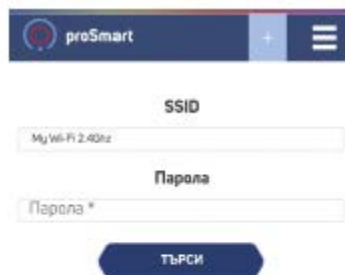 proSmart
+
SSID
My Wi-Fi 2.4Ghz
Парола
Парола *
ТЪРСИ